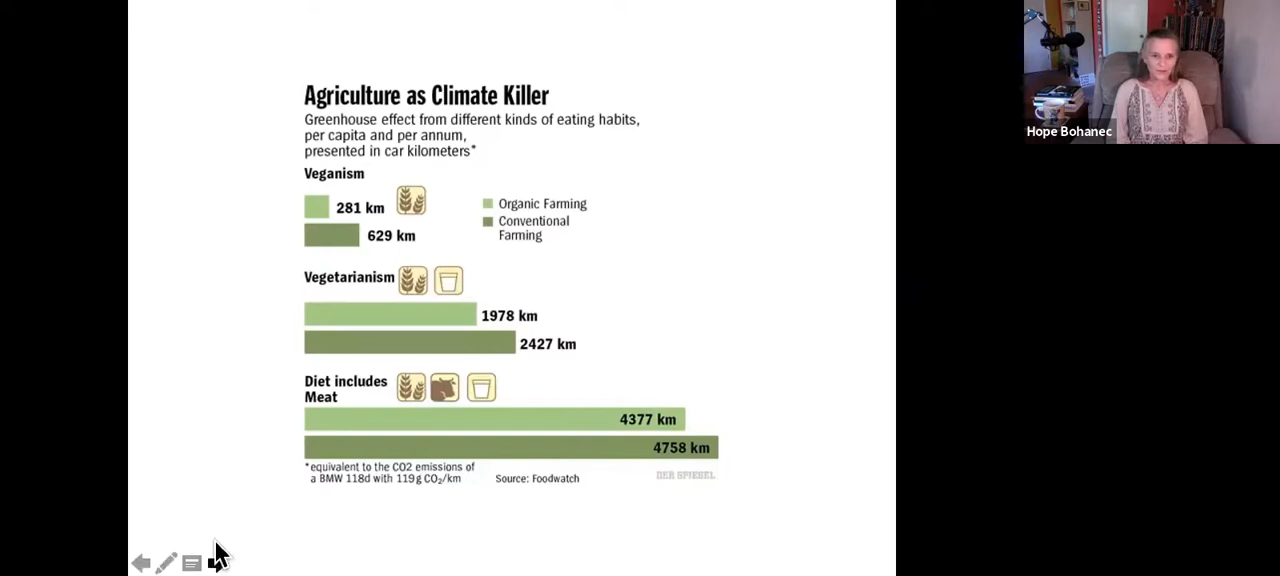 Agriculture as Climate Killer
Greenhouse effect from different kinds of eating habits,
per capita and per annum,
presented in car kilometers*
Veganism
281 km
629 km
Organic Farming
Conventional
Farming
Vegetarianism
1978 km
2427 km
Diet includes
Meat
4377 km
4758 km
*equivalent to the CO2 emissions of
a BMW 118d with 119 g CO₂/km
Source: Foodwatch
DER SPIEGEL
Hope Bohanec